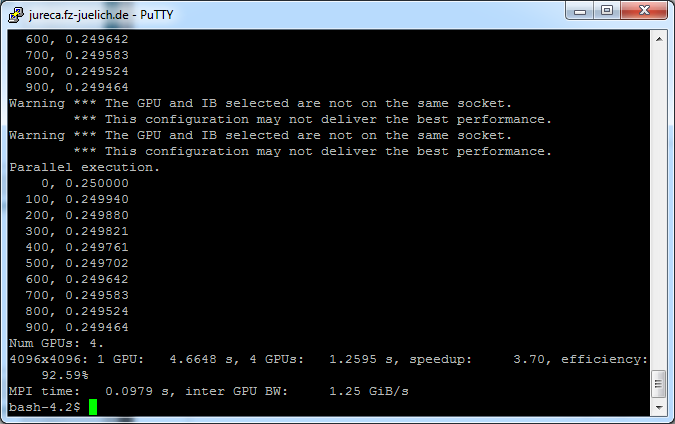 jureca.fz-juelich.de - PuTTY
600, 0.249642
700, 0.249583
800, 0.249524
900, 0.249464
Warning *** The GPU and IB selected are not on the same socket.
*** This configuration may not deliver the best performance.
Warning *** The GPU and IB selected are not on the same socket.
*** This configuration may not deliver the best performance.
Parallel execution.
0, 0.250000
100, 0.249940
200, 0.249880
300, 0.249821
400, 0.249761
500, 0.249702
600, 0.249642
700, 0.249583
800, 0.249524
900, 0.249464
Num GPUs: 4.
4096x4096: 1 GPU:   4.6648 s, 4 GPUs:   1.2595 s, speedup:     3.70, efficiency:
92.59%
MPI time:   0.0979 s, inter GPU BW:     1.25 GiB/s
bash-4.2$